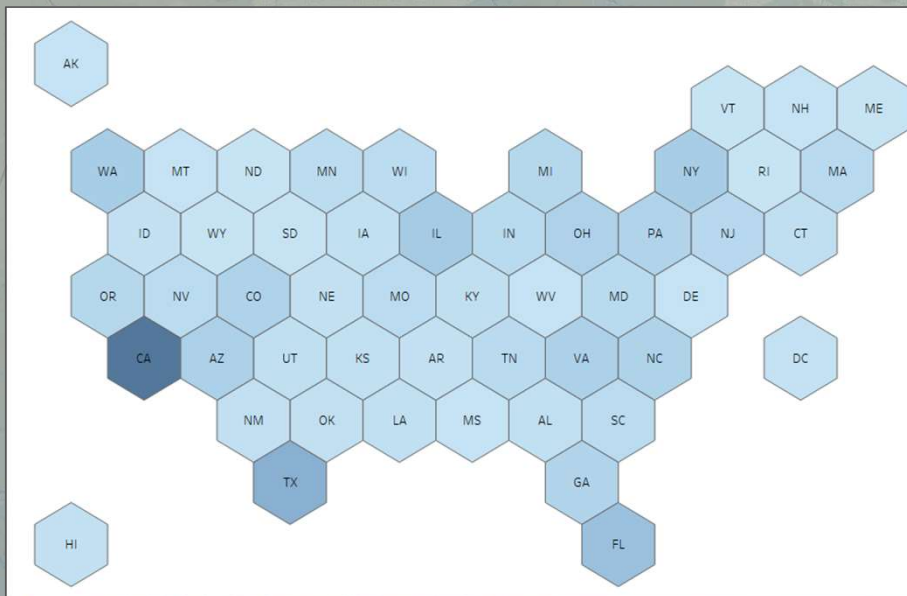 AK
VT NH ME
WA MT ND MN WI MI NY RI MA
ID WY SD IA IL IN OH PA NJ CT
OR NV CO NE MO KY WV MD DE
CA AZ UT KS AR TN VA NC DC
NM OK LA MS AL SC
TX GA
HI FL